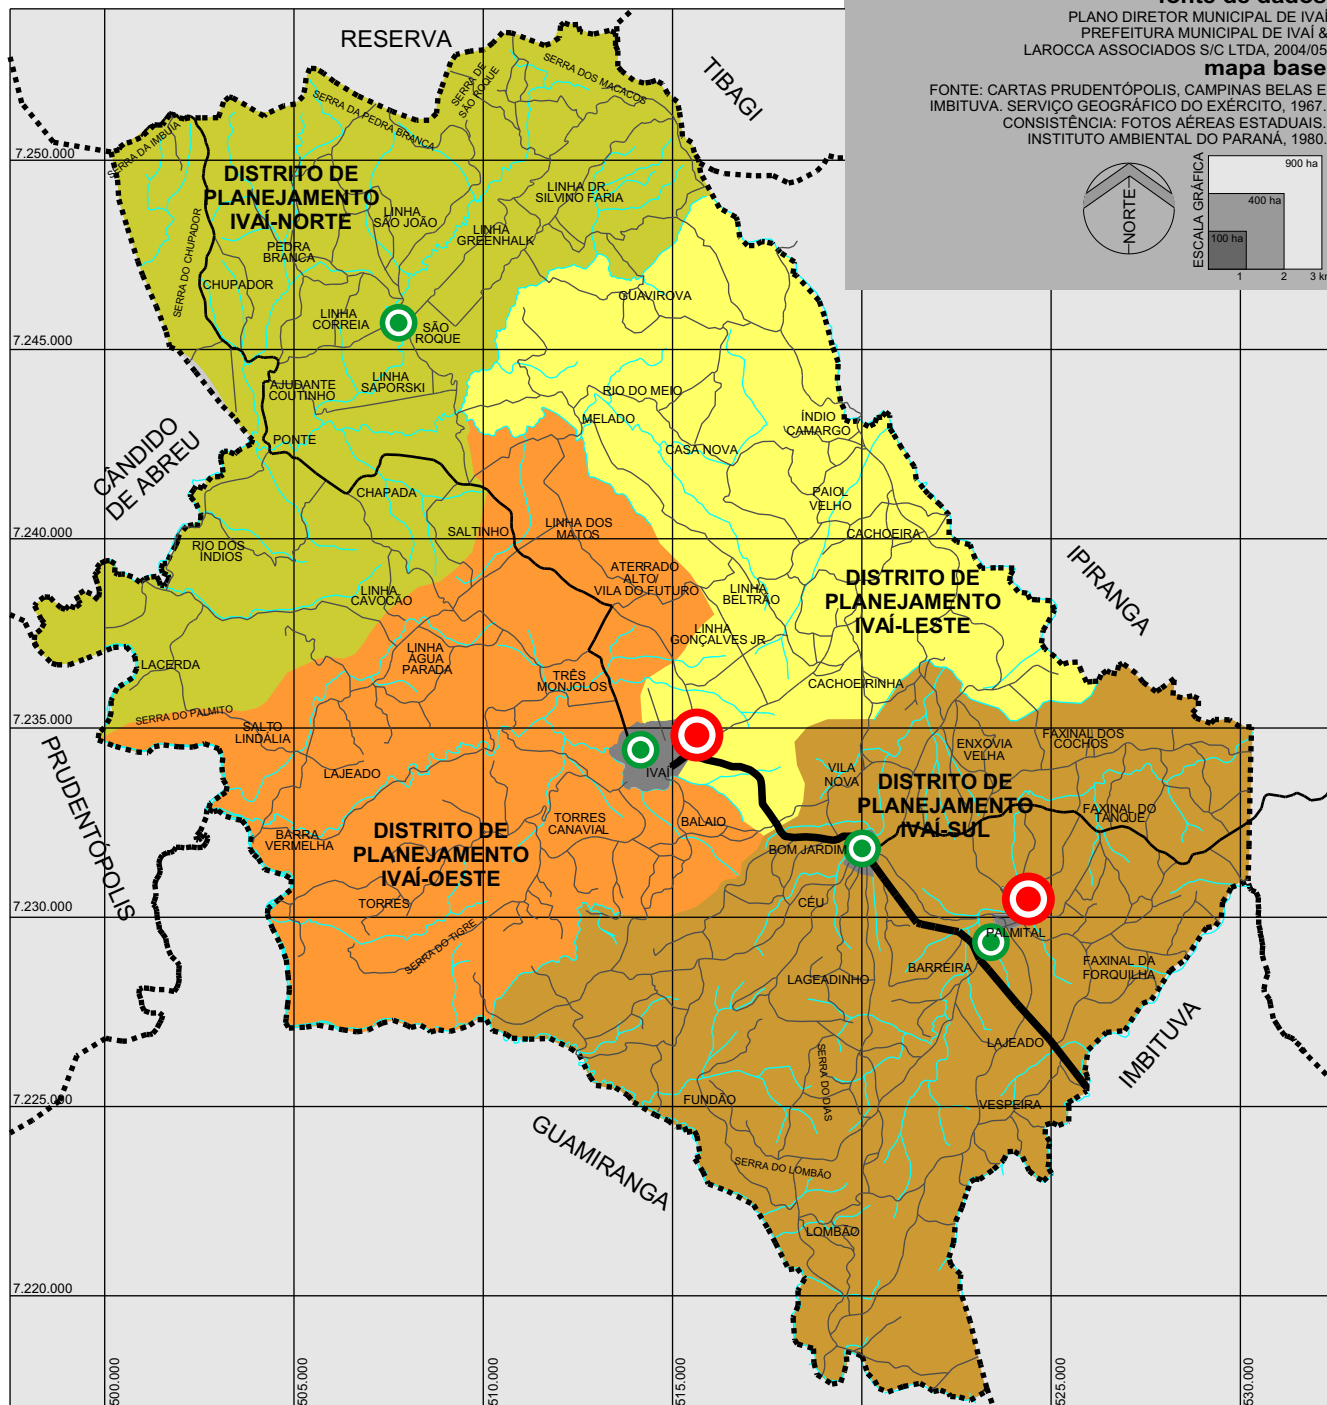 fonte de dados
PLANO DIRETOR MUNICIPAL DE IVAÍ
PREFEITURA MUNICIPAL DE IVAÍ &
LAROCCA ASSOCIADOS S/C LTDA, 2004/05
mapa base
FONTE: CARTAS PRUDENTÓPOLIS, CAMPINAS BELAS E
IMBITUVA. SERVIÇO GEOGRÁFICO DO EXÉRCITO, 1967.
CONSISTÊNCIA: FOTOS AÉREAS ESTADUAIS.
INSTITUTO AMBIENTAL DO PARANÁ, 1980.
NORTE
ESCALA GRÁFICA
900 ha
400 ha
100 ha
1
2
3 km
RESERVA
TIBAGI
SERRA DE
SÃO ROQUE
SERRA DOS MACACOS
SERRA DA PEDRA BRANCA
SERRA DA IMBUIA
7.250.000
DISTRITO DE
PLANEJAMENTO
IVAÍ-NORTE
LINHA DR.
SILVINO FARIA
LINHA
SÃO JOÃO
LINHA
GREENHALK
SERRA DO CHUPADOR
PEDRA
BRANCA
CHUPADOR
GUAVIROVA
LINHA
CORREIA
SÃO
ROQUE
7.245.000
AJUDANTE
COUTINHO
LINHA
SAPORSKI
RIO DO MEIO
MELADO
ÍNDIO
CAMARGO
PONTE
CASA NOVA
CÂNDIDO
DE ABREU
CHAPADA
PAIOL
VELHO
SALTINHO
LINHA DOS
MATOS
CACHOEIRA
7.240.000
RIO DOS
ÍNDIOS
ATERRADO
ALTO/
VILA DO FUTURO
IPIRANGA
LINHA
CAVOCÃO
LINHA
BELTRÃO
DISTRITO DE
PLANEJAMENTO
IVAÍ-LESTE
LINHA
GONÇALVES JR
LACERDA
LINHA
ÁGUA
PARADA
TRÊS
MONJOLOS
CACHOEIRINHA
SERRA DO PALMITO
7.235.000
SALTO
LINDÁLIA
FAXINAL DOS
COCHOS
ENXOVIA
VELHA
PRUDENTÓPOLIS
LAJEADO
IVAÍ
VILA
NOVA
DISTRITO DE
PLANEJAMENTO
IVAÍ-SUL
FAXINAL DO
TANQUE
BARRA
VERMELHA
DISTRITO DE
PLANEJAMENTO
IVAÍ-OESTE
TORRES
CANAVIAL
BALAIO
BOM JARDIM
TORRES
CÉU
7.230.000
PALMITAL
SERRA DO TIGRE
LAGEADINHO
BARREIRA
FAXINAL DA
FORQUILHA
LAJEADO
IMBITUVA
SERRA DO DIAS
FUNDÃO
VESPEIRA
7.225.000
GUAMIRANGA
SERRA DO LOMBÃO
LOMBÃO
7.220.000
500.000
505.000
510.000
515.000
525.000
530.000